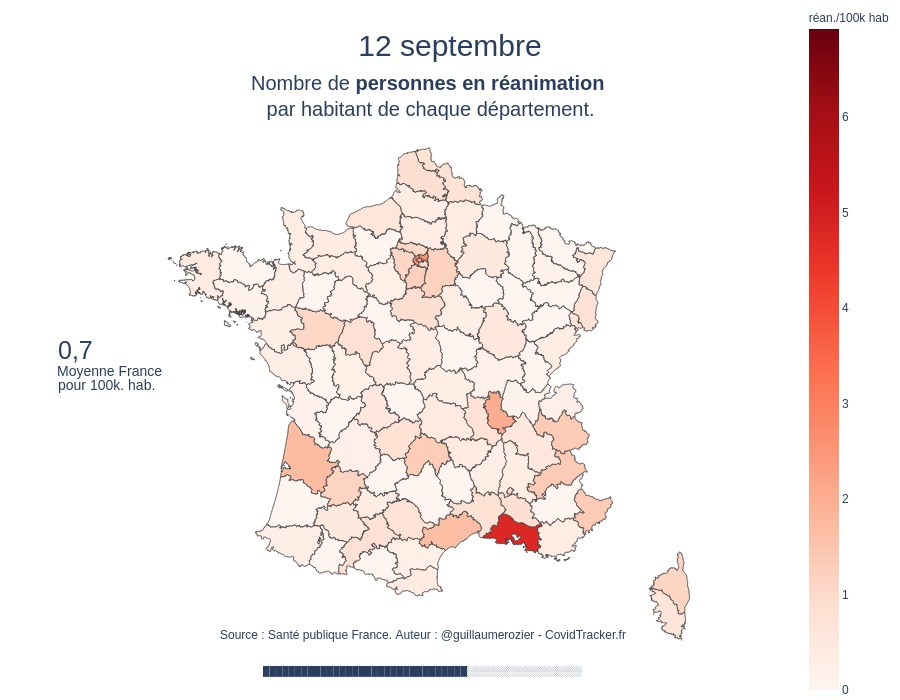 réan./100k hab
12 septembre
Nombre de personnes en réanimation
par habitant de chaque département.
6
5
4
3
2
1
0
0,7
Moyenne France
pour 100k. hab.
Source : Santé publique France. Auteur : @guillaumerozier - CovidTracker.fr